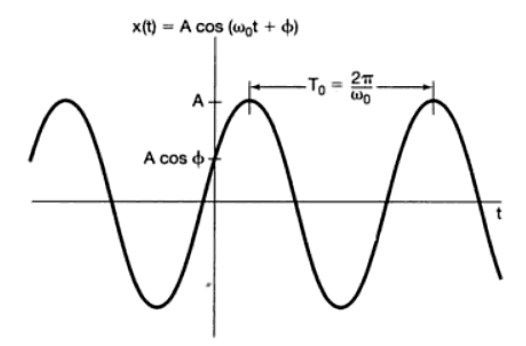 x(t) = A cos (ω₀t + ϕ)
T₀ = 2π/ω₀
A
A cos ϕ
t